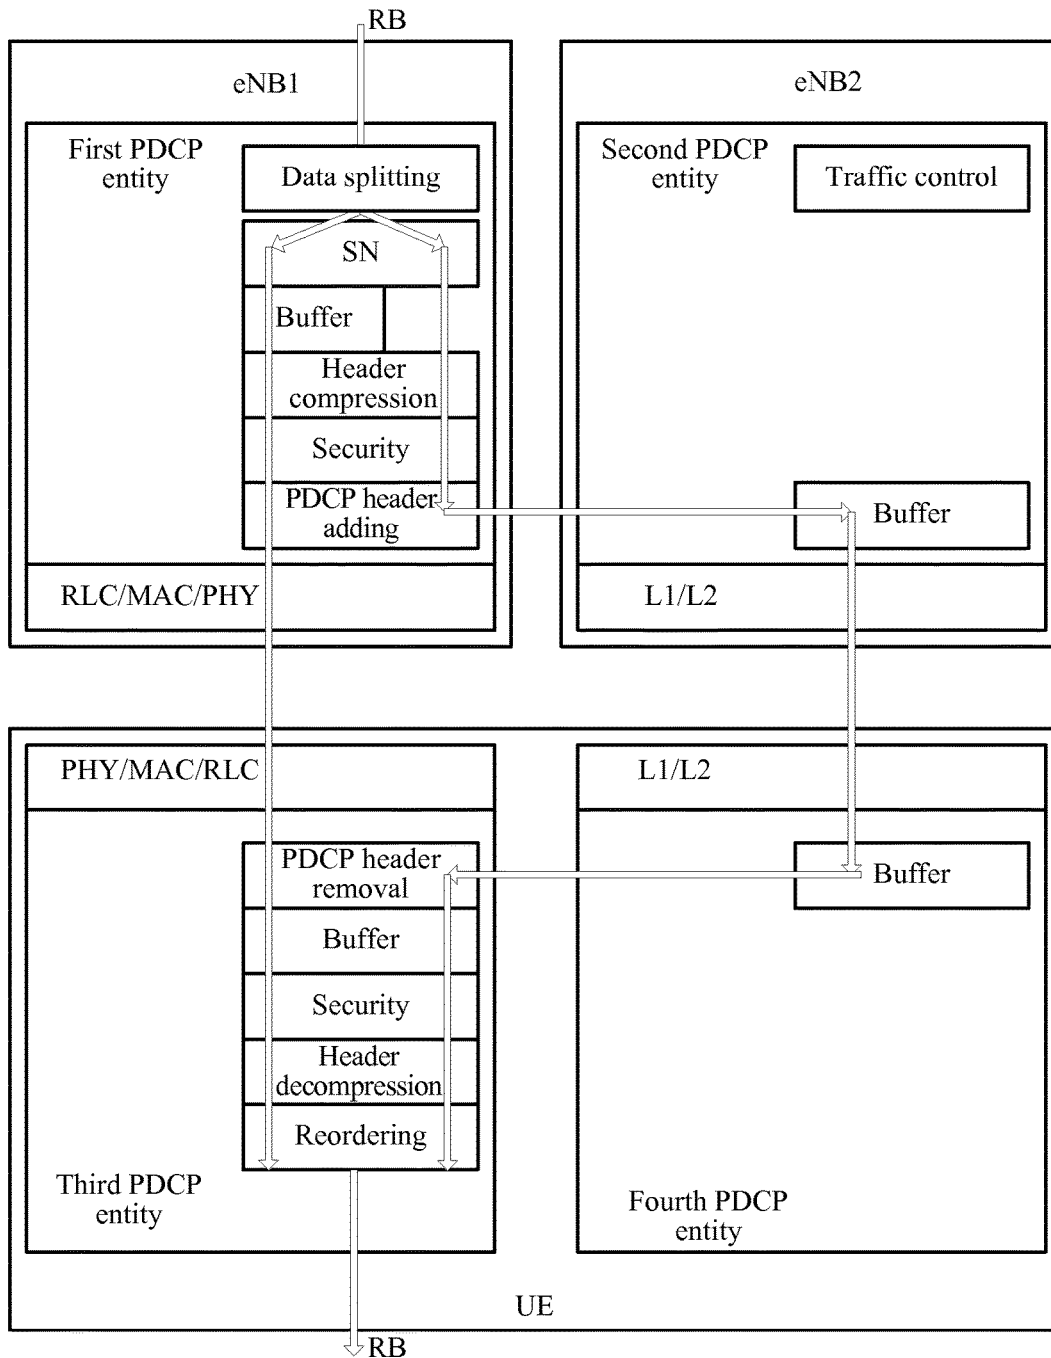 RB
eNB1
First PDCP
entity
Data splitting
SN
Buffer
Header
compression
Security
PDCP header
adding
RLC/MAC/PHY
eNB2
Second PDCP
entity
Traffic control
Buffer
L1/L2
PHY/MAC/RLC
PDCP header
removal
Buffer
Security
Header
decompression
Reordering
Third PDCP
entity
L1/L2
Buffer
Fourth PDCP
entity
UE
RB